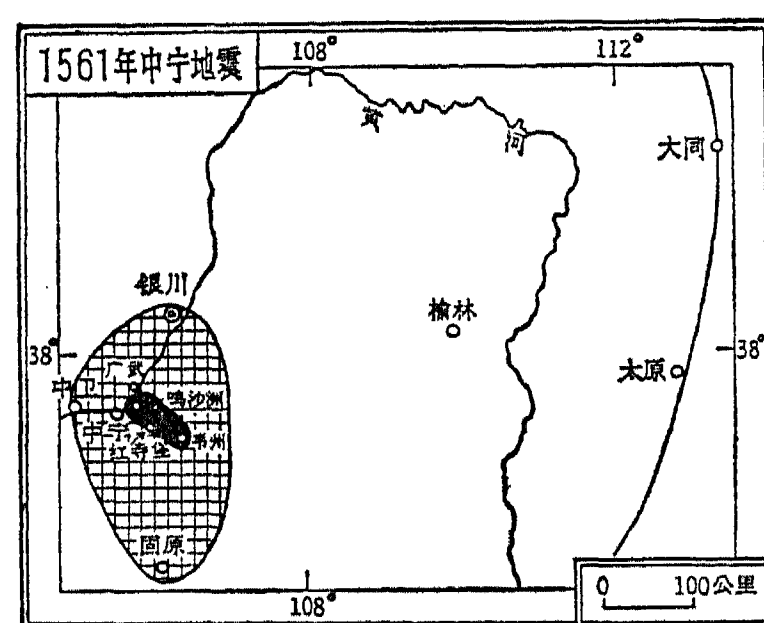 1561年中宁地震
108°
112°
黄
河
大同
银川
榆林
38°
38°
广武
太原
中卫
鸣沙洲
中宁
红寺堡
韦州
固原
108°
0 100公里